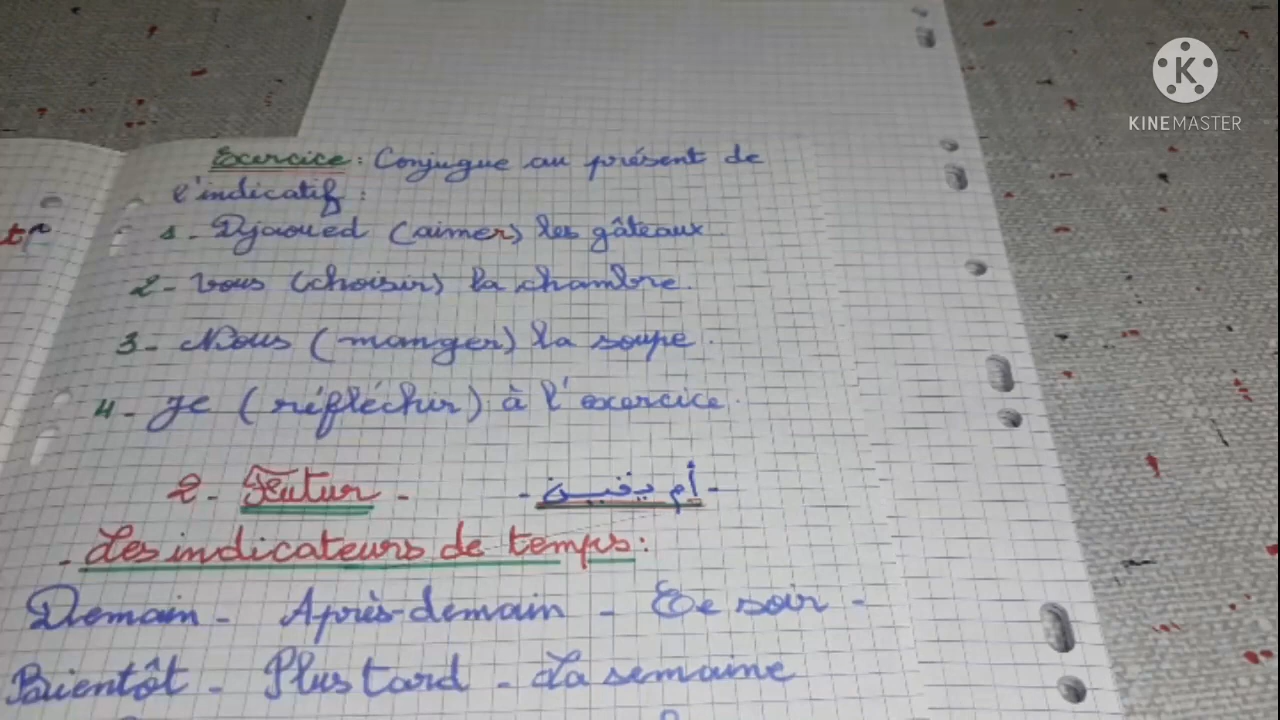 KINEMASTER
Exercice : Conjugue au présent de
l'indicatif :
1- Djaoued (aimer) les gâteaux
2- Vous (choisir) la chambre.
3- Nous (manger) la soupe.
4- Je (réfléchir) à l'exercice.
2- Futur - - أم يقيـن -
- Les indicateurs de temps :
Demain - Après-demain - Ce soir -
Bientôt - Plus tard - La semaine